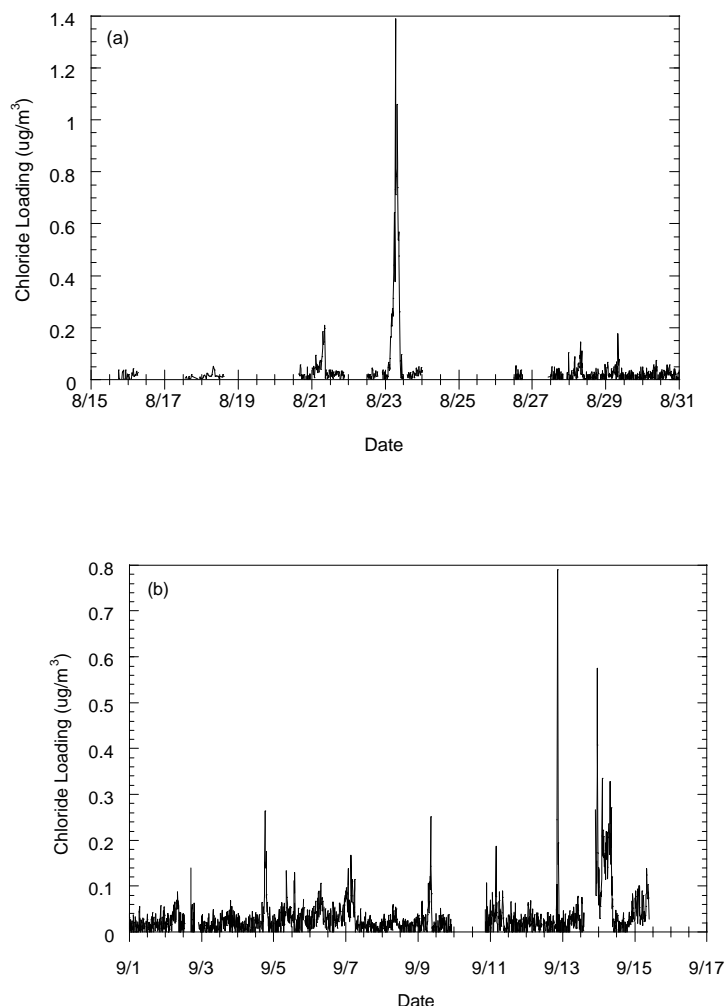 (a)
Chloride Loading (ug/m³)
1.4
1.2
1
0.8
0.6
0.4
0.2
0
8/15 8/17 8/19 8/21 8/23 8/25 8/27 8/29 8/31
Date
(b)
Chloride Loading (ug/m³)
0.8
0.7
0.6
0.5
0.4
0.3
0.2
0.1
0
9/1 9/3 9/5 9/7 9/9 9/11 9/13 9/15 9/17
Date